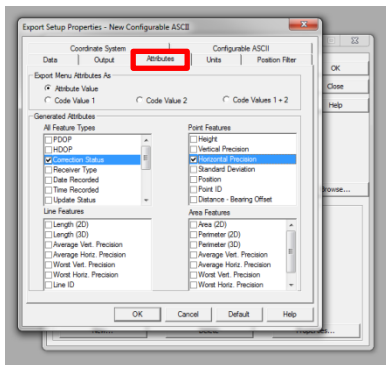 Export Setup Properties - New Configurable ASCII
Coordinate System Configurable ASCII
Data Output Attributes Units Position Filter
Export Menu Attributes As
Attribute Value
Code Value 1 Code Value 2 Code Values 1 + 2
Generated Attributes
All Feature Types
PDOP
HDOP
Correction Status
Receiver Type
Date Recorded
Time Recorded
Update Status
Point Features
Height
Vertical Precision
Horizontal Precision
Standard Deviation
Position
Point ID
Distance - Bearing Offset
Line Features
Length (2D)
Length (3D)
Average Vert. Precision
Average Horiz. Precision
Worst Vert. Precision
Worst Horiz. Precision
Line ID
Area Features
Area (2D)
Perimeter (2D)
Perimeter (3D)
Average Vert. Precision
Average Horiz. Precision
Worst Vert. Precision
Worst Horiz. Precision
OK Cancel Default Help
OK
Close
Help